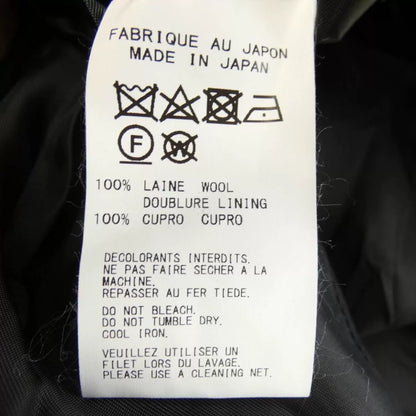 FABRIQUE AU JAPON
MADE IN JAPAN
F W
100% LAINE WOOL
DOUBLURE LINING
100% CUPRO CUPRO
DECOLORANTS INTERDITS.
NE PAS FAIRE SECHER A LA
MACHINE.
REPASSER AU FER TIEDE.
DO NOT BLEACH.
DO NOT TUMBLE DRY.
COOL IRON.
VEUILLEZ UTILISER UN
FILET LORS DU LAVAGE.
PLEASE USE A CLEANING NET.